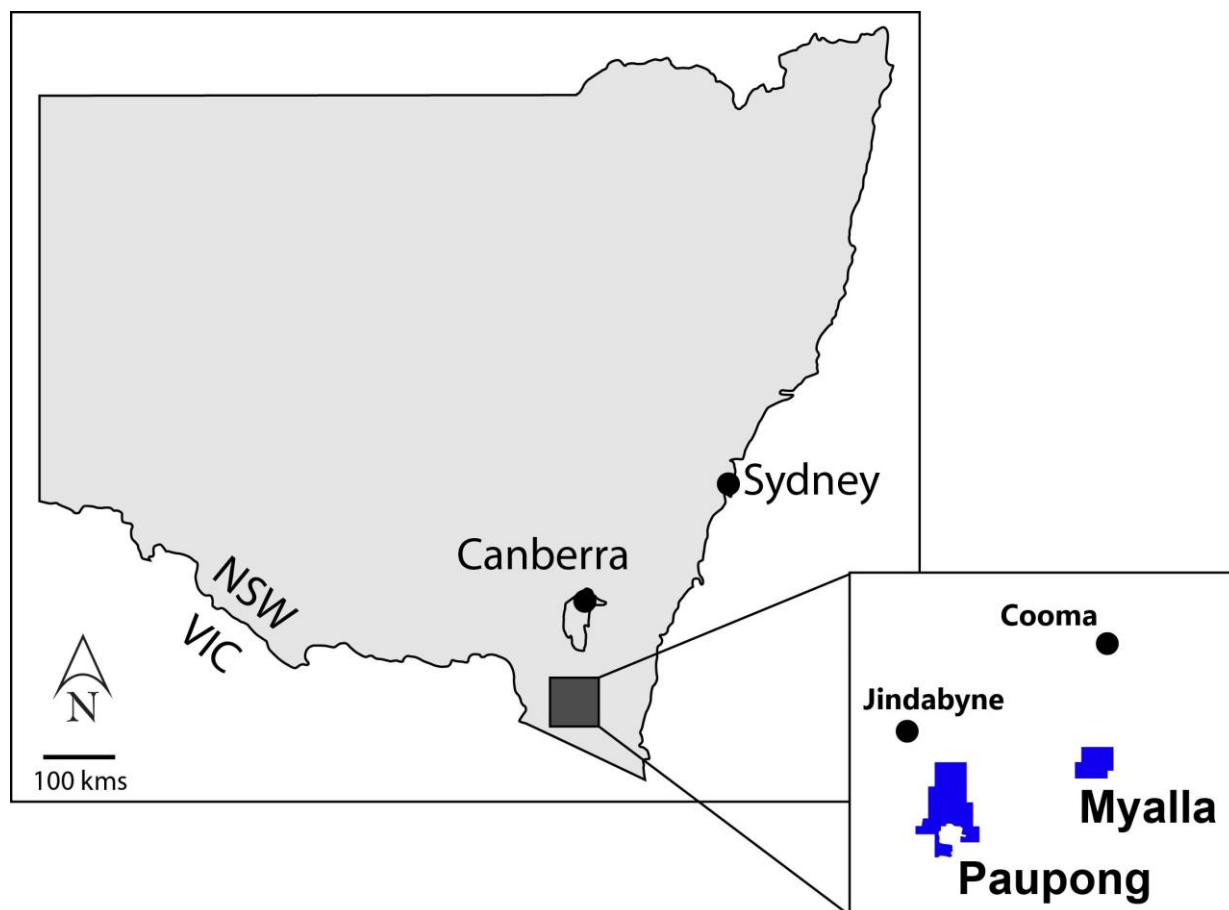 Sydney
Canberra
NSW
VIC
N
100 kms
Cooma
Jindabyne
Myalla
Paupong